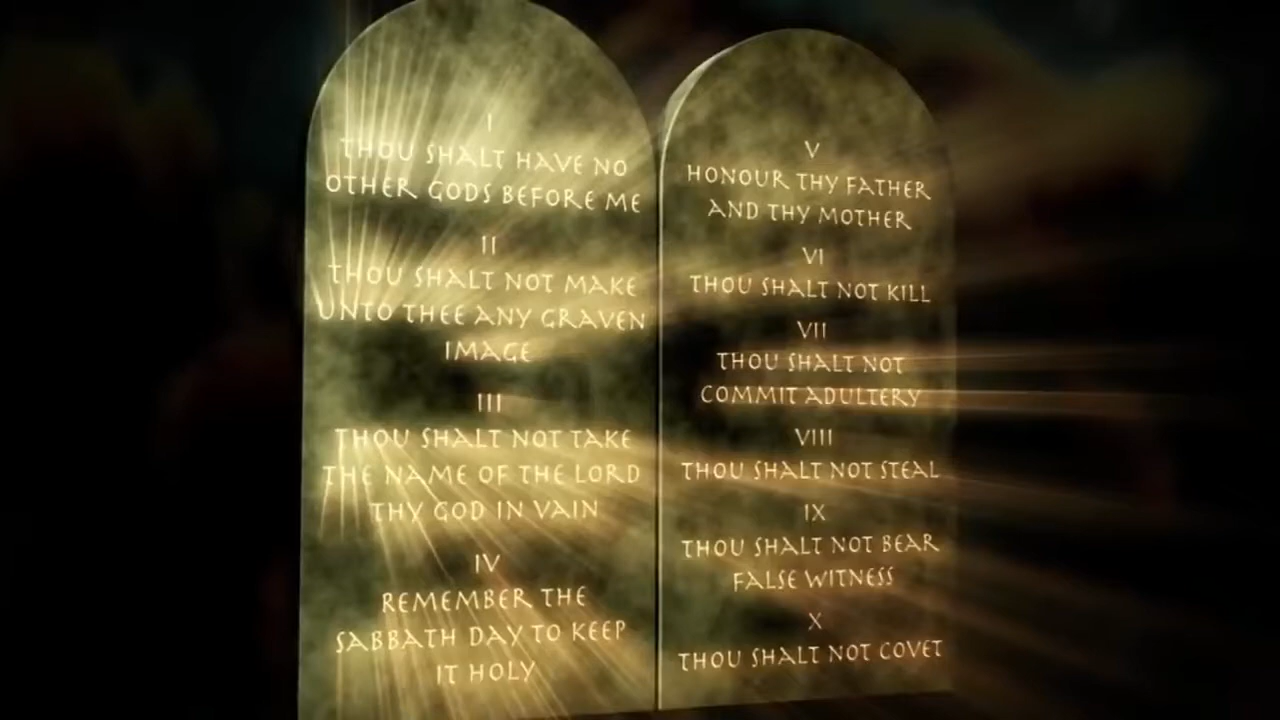 I
THOU SHALT HAVE NO
OTHER GODS BEFORE ME
II
THOU SHALT NOT MAKE
UNTO THEE ANY GRAVEN
IMAGE
III
THOU SHALT NOT TAKE
THE NAME OF THE LORD
THY GOD IN VAIN
IV
REMEMBER THE
SABBATH DAY TO KEEP
IT HOLY
V
HONOUR THY FATHER
AND THY MOTHER
VI
THOU SHALT NOT KILL
VII
THOU SHALT NOT
COMMIT ADULTERY
VIII
THOU SHALT NOT STEAL
IX
THOU SHALT NOT BEAR
FALSE WITNESS
X
THOU SHALT NOT COVET